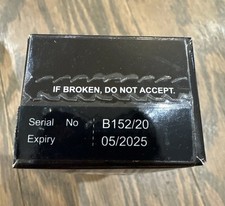 IF BROKEN, DO NOT ACCEPT.
Serial No B152/20
Expiry 05/2025